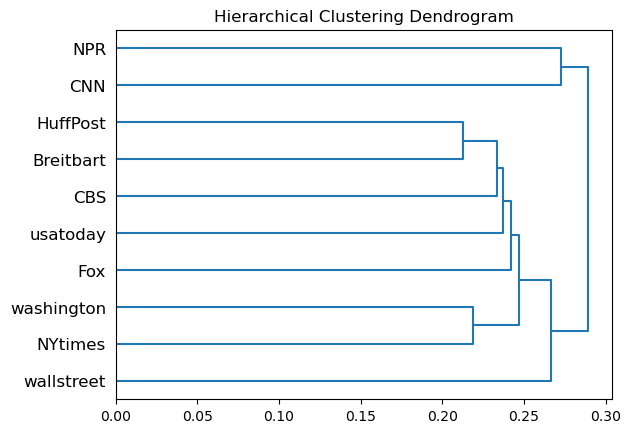 Hierarchical Clustering Dendrogram
NPR
CNN
HuffPost
Breitbart
CBS
usatoday
Fox
washington
NYtimes
wallstreet
0.00 0.05 0.10 0.15 0.20 0.25 0.30